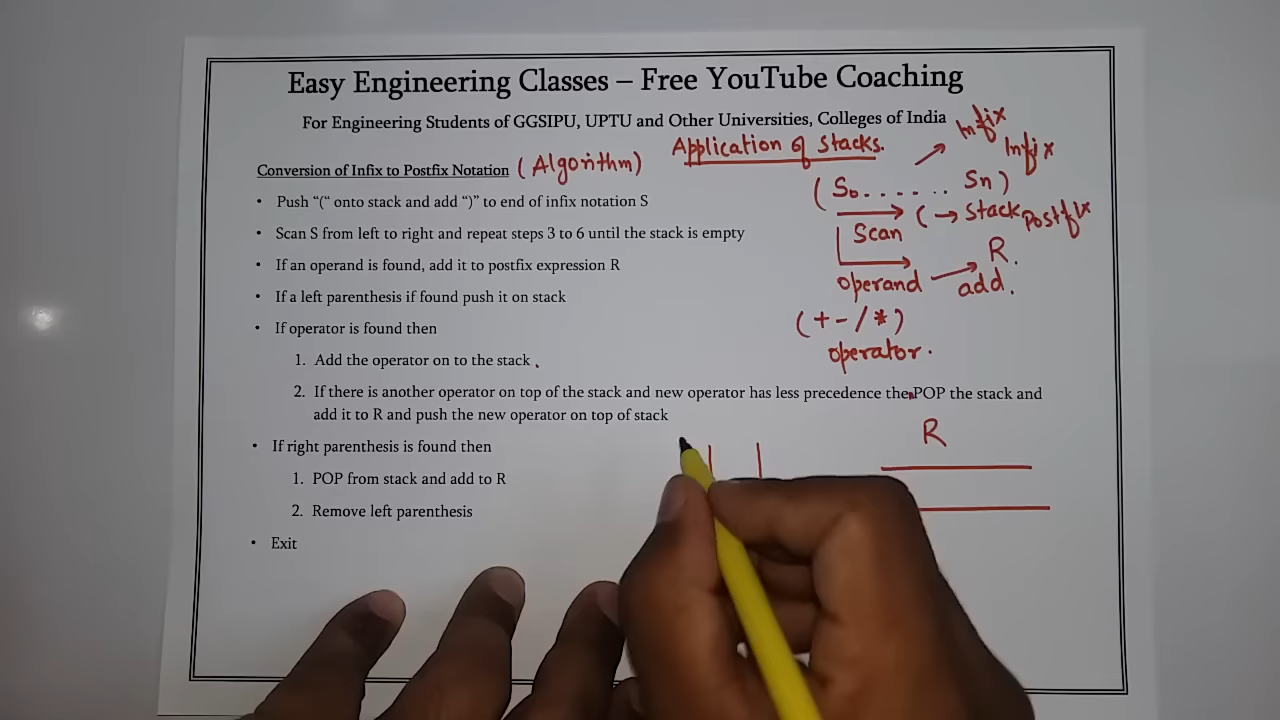 Easy Engineering Classes – Free YouTube Coaching
For Engineering Students of GGSIPU, UPTU and Other Universities, Colleges of India
Infix
Application of Stacks.
Infix
Conversion of Infix to Postfix Notation (Algorithm)
(S0....... Sn)
• Push “(“ onto stack and add “)” to end of infix notation S
( → Stack Postfix
• Scan S from left to right and repeat steps 3 to 6 until the stack is empty
Scan
R.
• If an operand is found, add it to postfix expression R
operand → add.
• If a left parenthesis if found push it on stack
(+-/*)
• If operator is found then
operator.
1. Add the operator on to the stack.
2. If there is another operator on top of the stack and new operator has less precedence the POP the stack and
add it to R and push the new operator on top of stack
R
• If right parenthesis is found then
1. POP from stack and add to R
2. Remove left parenthesis
• Exit